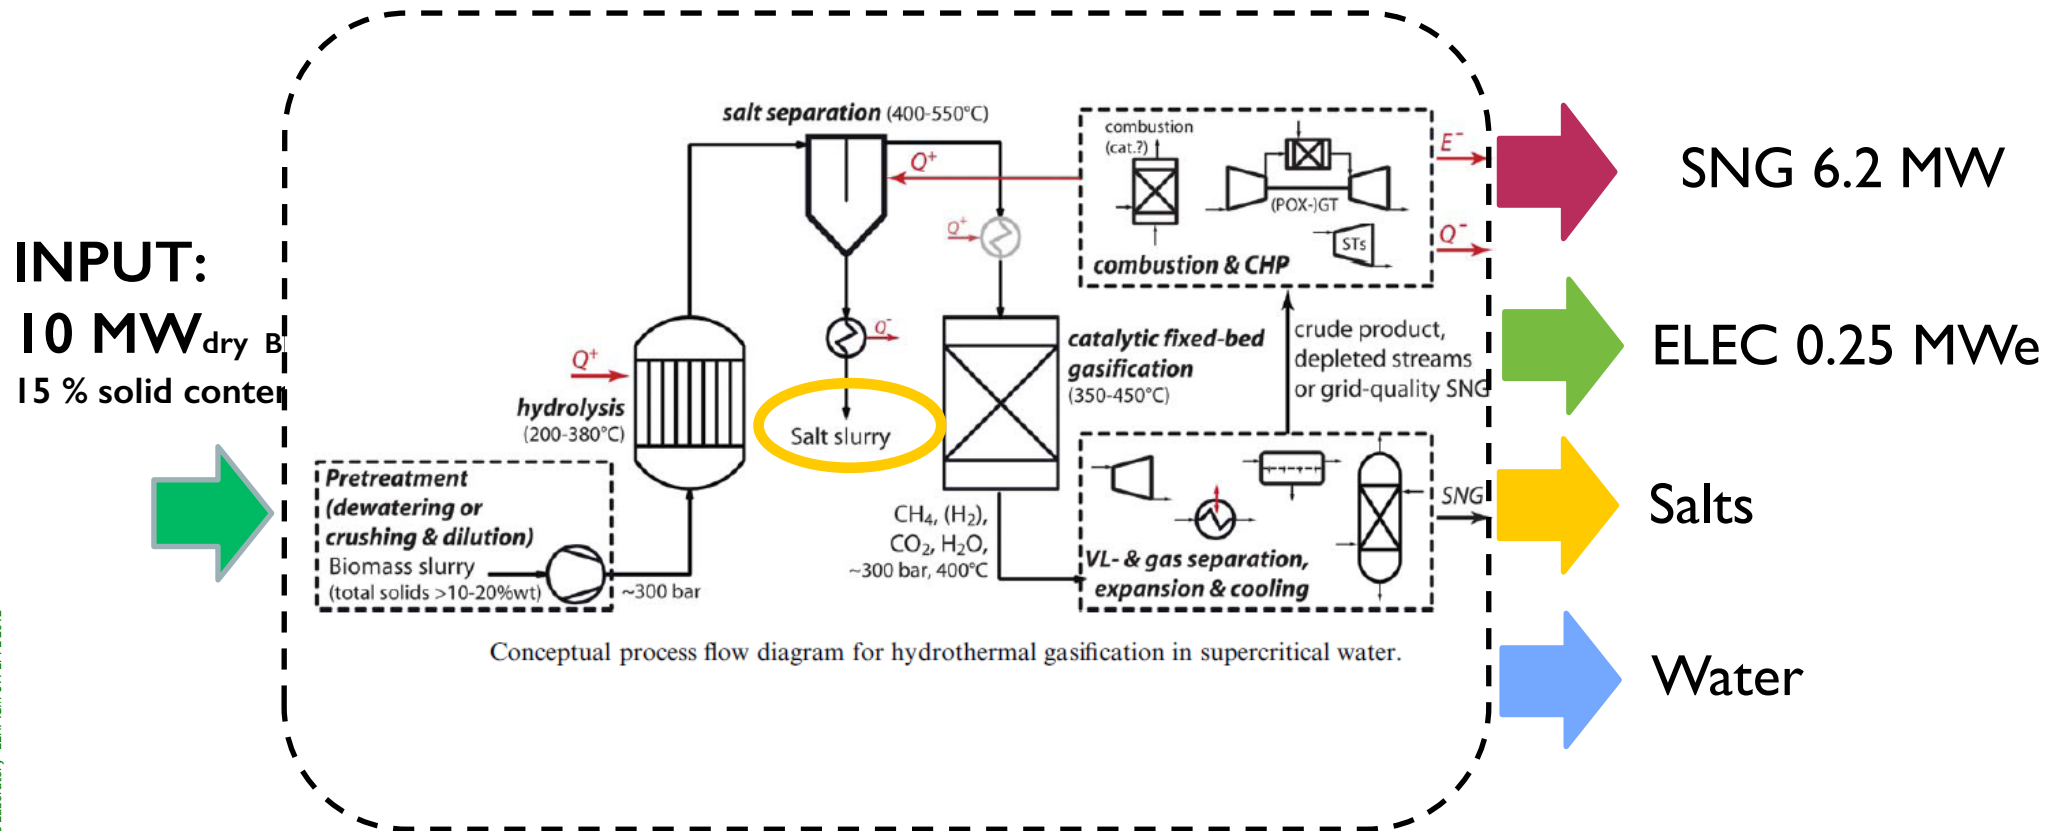 INPUT:
10 MWdry B
15 % solid conten
salt separation (400-550°C)
Q+
Q+
Q-
Salt slurry
Q+
hydrolysis
(200-380°C)
Pretreatment
(dewatering or
crushing & dilution)
Biomass slurry
(total solids >10-20%wt)
~300 bar
catalytic fixed-bed
gasification
(350-450°C)
CH4, (H2),
CO2, H2O,
~300 bar, 400°C
combustion
(cat.?)
(POX-)GT
STs
combustion & CHP
E-
Q-
crude product,
depleted streams
or grid-quality SNG
VL- & gas separation,
expansion & cooling
SNG
Conceptual process flow diagram for hydrothermal gasification in supercritical water.
SNG 6.2 MW
ELEC 0.25 MWe
Salts
Water